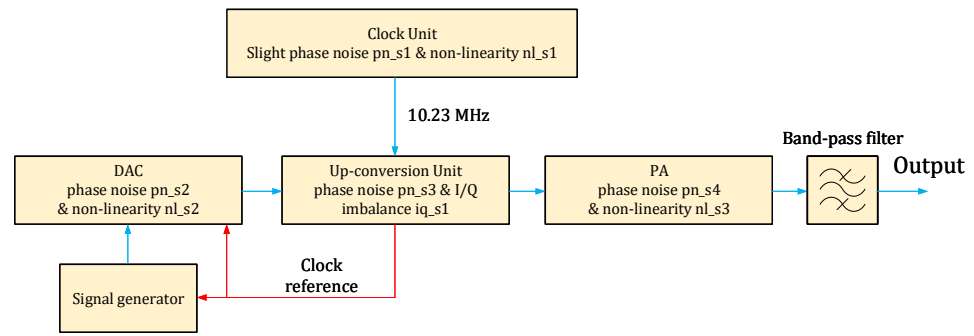 Clock Unit
Slight phase noise pn_s1 & non-linearity nl_s1
10.23 MHz
Band-pass filter
DAC
phase noise pn_s2
& non-linearity nl_s2
Up-conversion Unit
phase noise pn_s3 & I/Q
imbalance iq_s1
PA
phase noise pn_s4
& non-linearity nl_s3
Output
Clock
reference
Signal generator